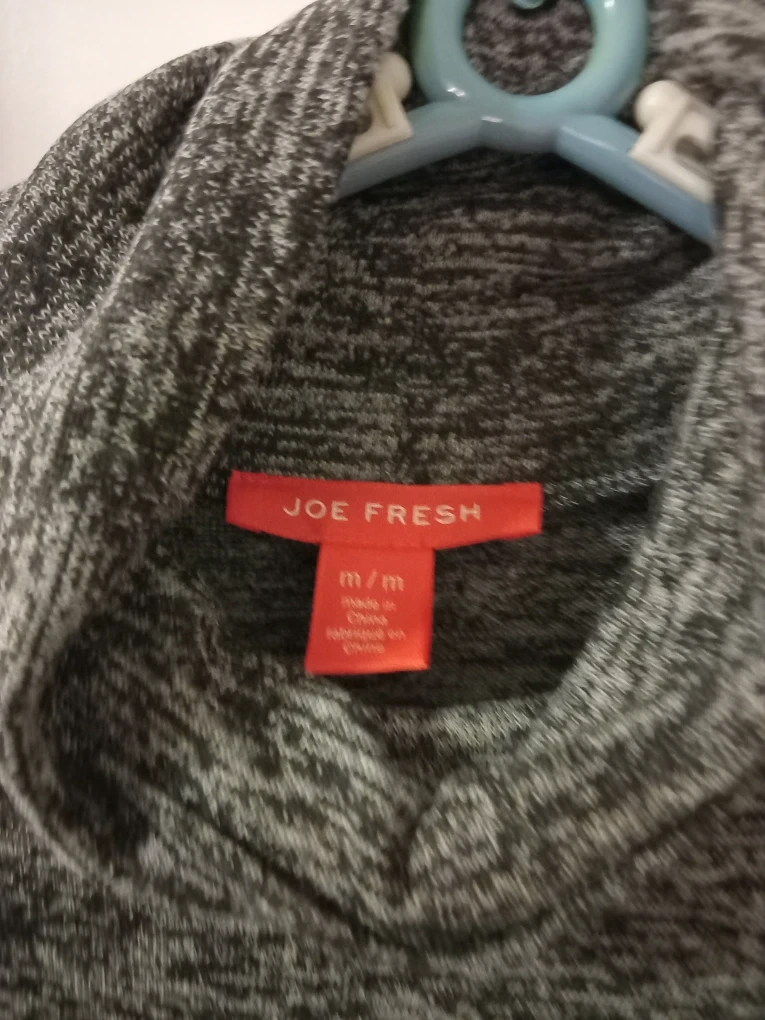 JOE FRESH
m/m
made in
China
fabriqué en
Chine